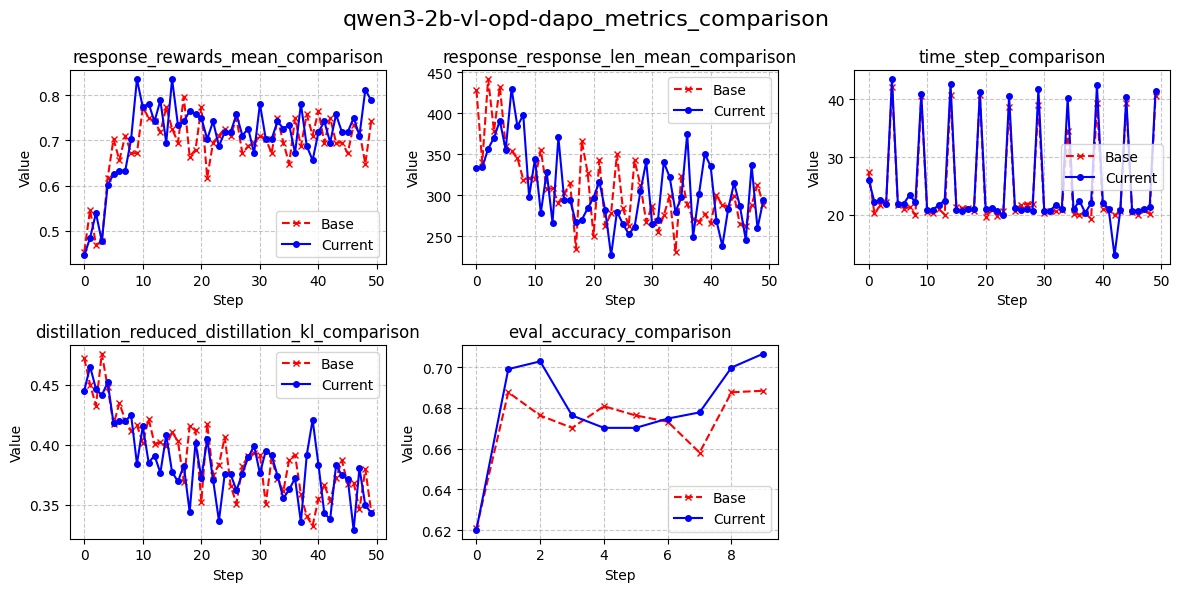 qwen3-2b-vl-opd-dapo_metrics_comparison
response_rewards_mean_comparison
Value
0.8
0.7
0.6
0.5
Base
Current
0 10 20 30 40 50
Step
response_response_len_mean_comparison
Value
450
400
350
300
250
Base
Current
0 10 20 30 40 50
Step
time_step_comparison
Value
40
30
20
Base
Current
0 10 20 30 40 50
Step
distillation_reduced_distillation_kl_comparison
Value
0.45
0.40
0.35
Base
Current
0 10 20 30 40 50
Step
eval_accuracy_comparison
Value
0.70
0.68
0.66
0.64
0.62
Base
Current
0 2 4 6 8
Step